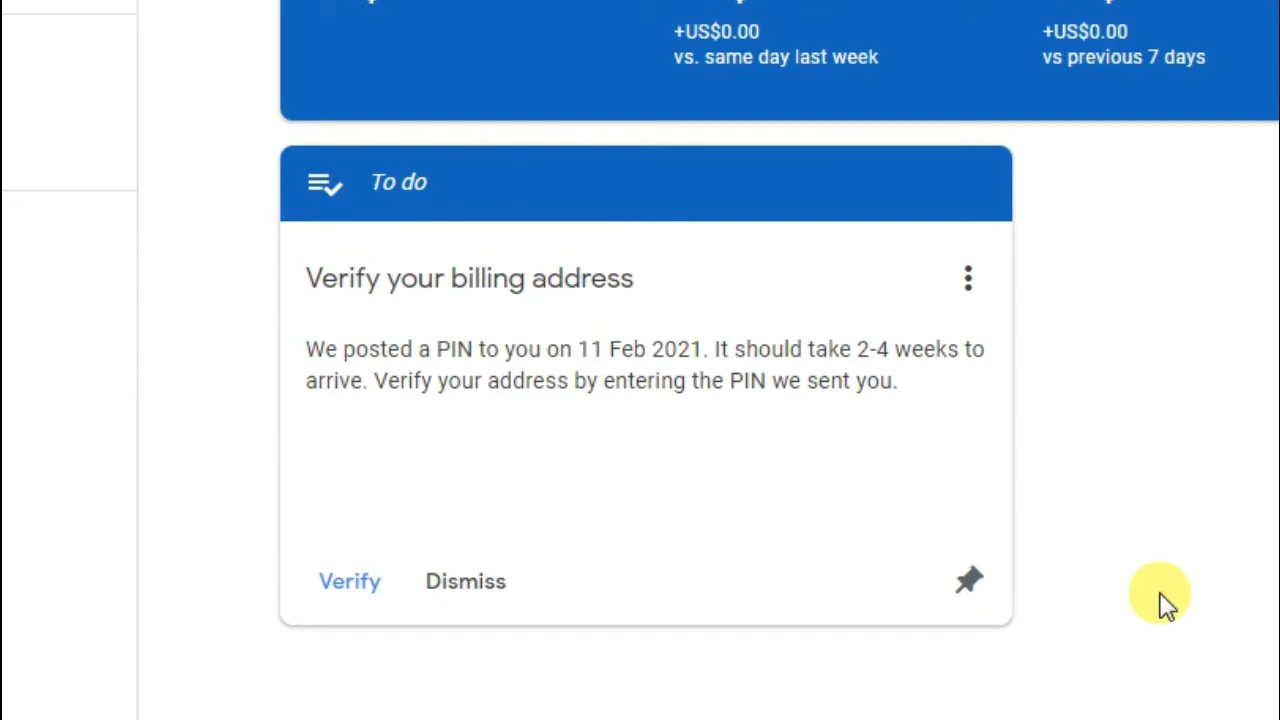 +US$0.00
vs. same day last week
+US$0.00
vs previous 7 days
To do
Verify your billing address
We posted a PIN to you on 11 Feb 2021. It should take 2-4 weeks to
arrive. Verify your address by entering the PIN we sent you.
Verify Dismiss